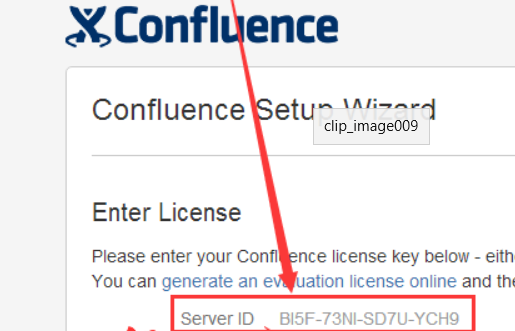 Confluence
Confluence Setup Wizard
clip_image009
Enter License
Please enter your Confluence license key below - eith
You can generate an evaluation license online and the
Server ID BI5F-73NI-SD7U-YCH9